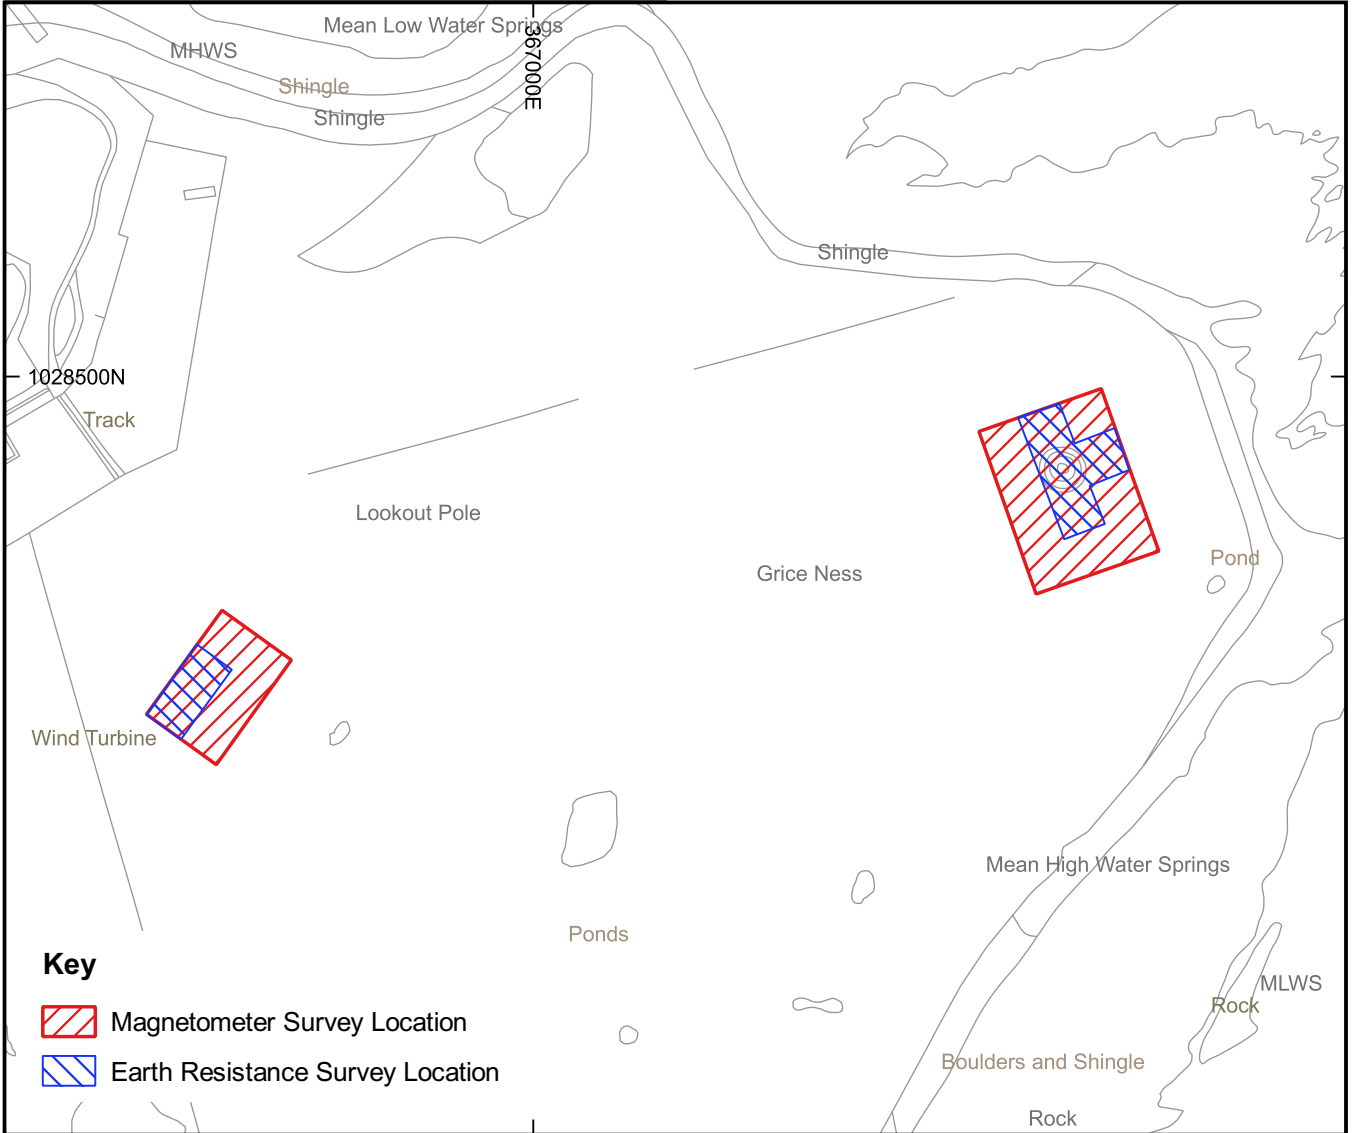 Mean Low Water Springs
MHWS
367000E
Shingle
Shingle
Shingle
1028500N
Track
Lookout Pole
Grice Ness
Pond
Wind Turbine
Mean High Water Springs
Ponds
Key
MLWS
Rock
Magnetometer Survey Location
Boulders and Shingle
Earth Resistance Survey Location
Rock